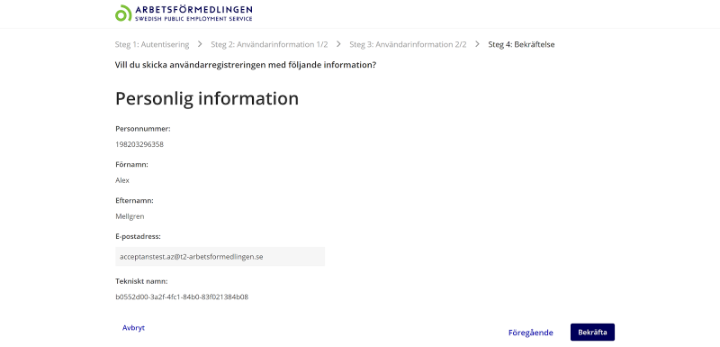 ARBETSFÖRMEDLINGEN
SWEDISH PUBLIC EMPLOYMENT SERVICE
Steg 1: Autentisering > Steg 2: Användarinformation 1/2 > Steg 3: Användarinformation 2/2 > Steg 4: Bekräftelse
Vill du skicka användarregistreringen med följande information?
Personlig information
Personnummer:
198203296358
Förnamn:
Alex
Efternamn:
Mellgren
E-postadress:
acceptanstest.az@t2-arbetsformedlingen.se
Tekniskt namn:
b0552d00-3a2f-4fc1-84b0-83f021384b08
Avbryt
Föregående
Bekräfta